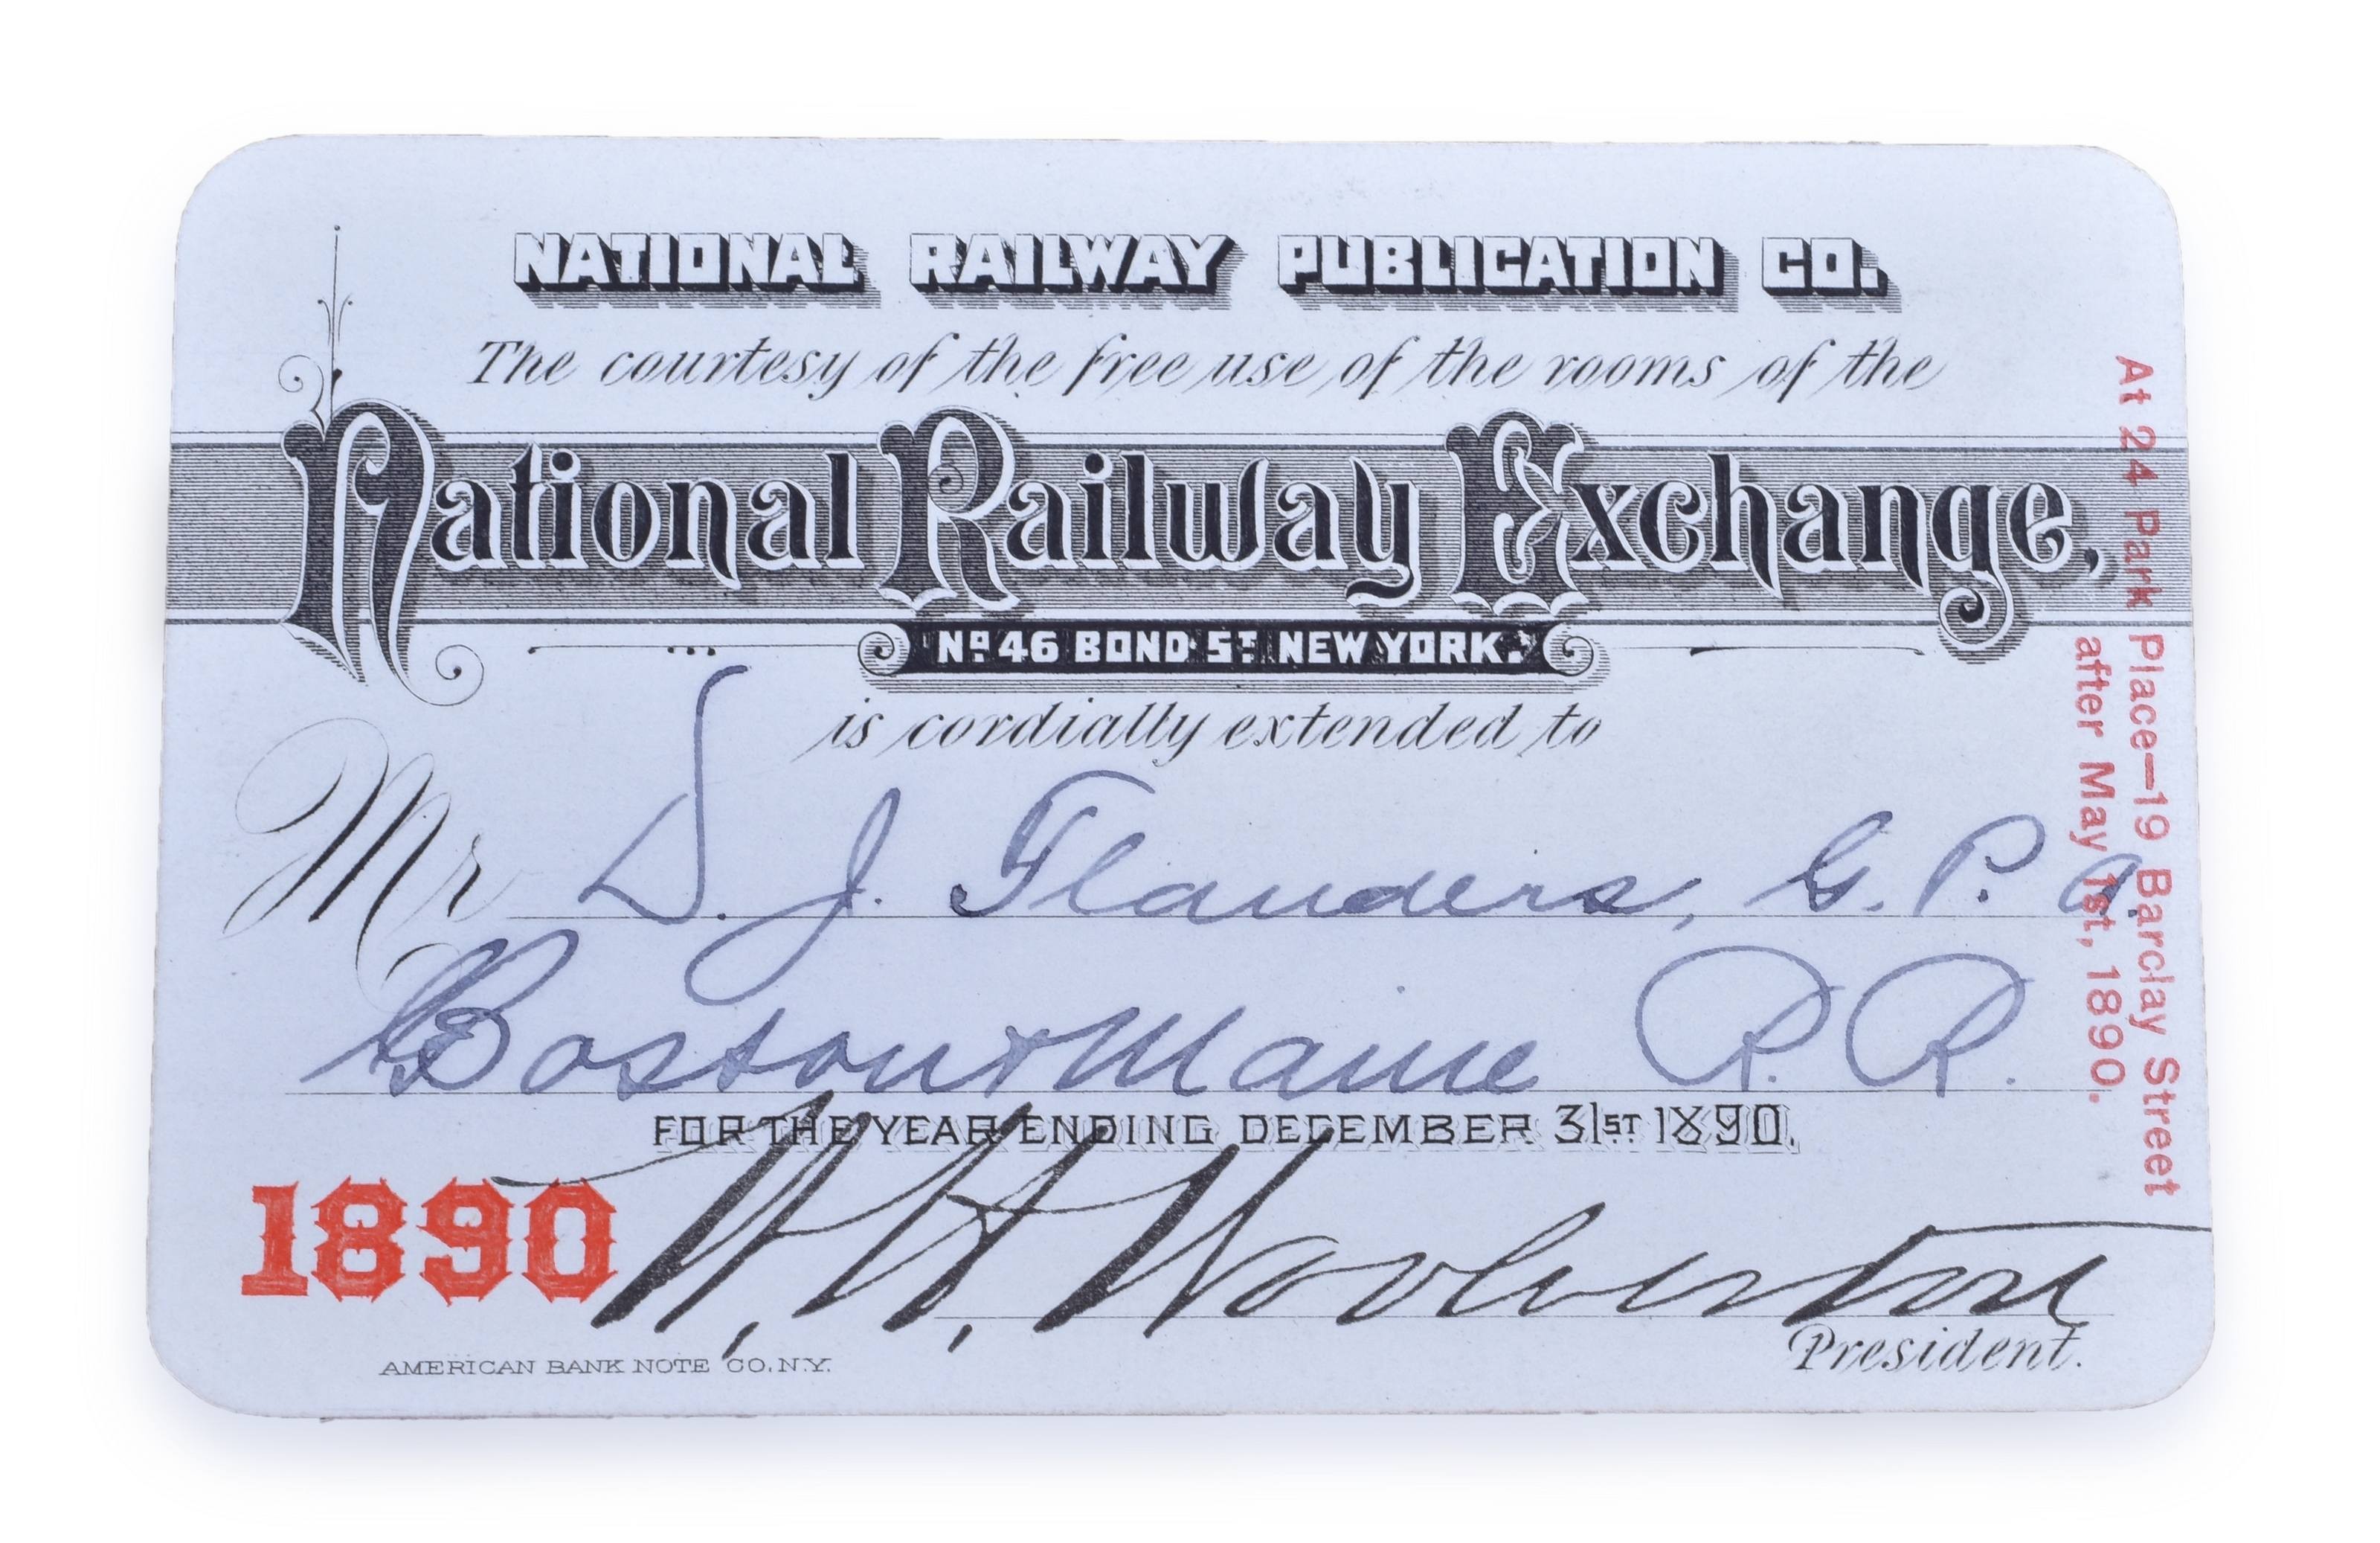 NATIONAL RAILWAY PUBLICATION CO.
The courtesy of the free use of the rooms of the
National Railway Exchange,
No 46 BOND ST. NEW YORK.
is cordially extended to
Mr D. J. Flanders, G. P. A.
Boston & Maine R. R.
FOR THE YEAR ENDING DECEMBER 31ST 1890.
1890
W. H. Woolverton
President.
AMERICAN BANK NOTE CO. N.Y.
At 24 Park Place—19 Barclay Street
after May 1st, 1890.